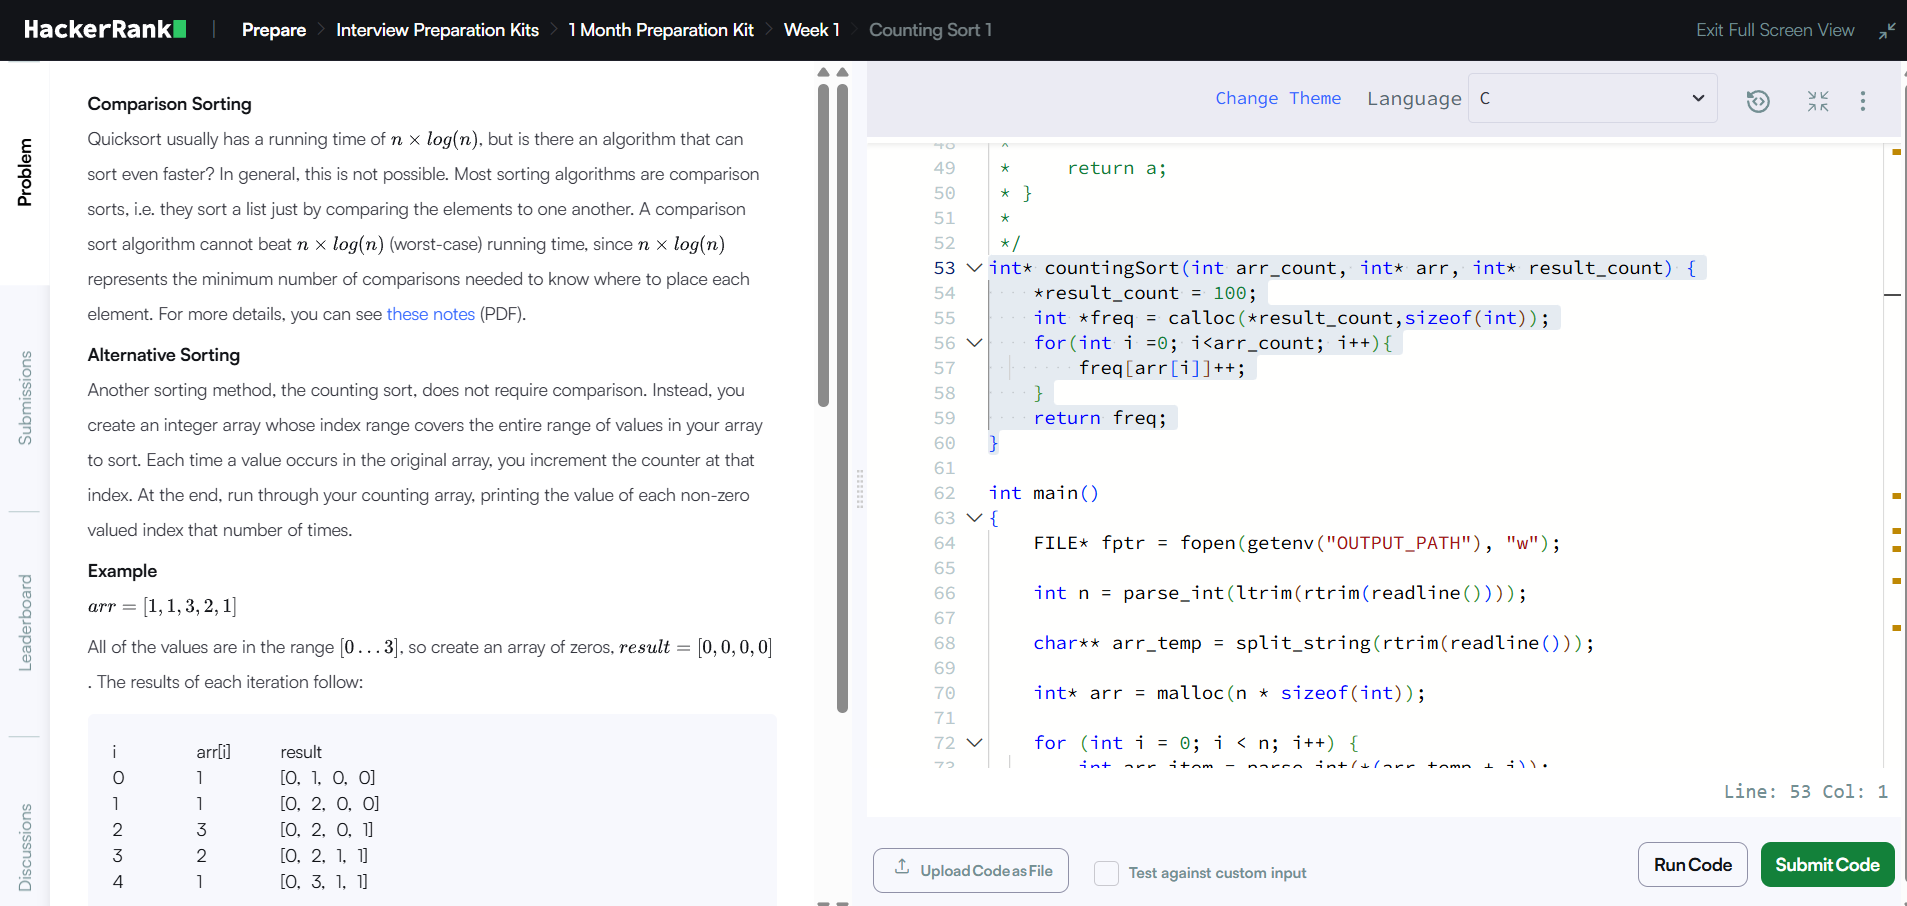 HackerRank | Prepare > Interview Preparation Kits > 1 Month Preparation Kit > Week 1 > Counting Sort 1
Exit Full Screen View
Problem
Submissions
Leaderboard
Discussions
Comparison Sorting
Quicksort usually has a running time of n × log(n), but is there an algorithm that can
sort even faster? In general, this is not possible. Most sorting algorithms are comparison
sorts, i.e. they sort a list just by comparing the elements to one another. A comparison
sort algorithm cannot beat n × log(n) (worst-case) running time, since n × log(n)
represents the minimum number of comparisons needed to know where to place each
element. For more details, you can see these notes (PDF).
Alternative Sorting
Another sorting method, the counting sort, does not require comparison. Instead, you
create an integer array whose index range covers the entire range of values in your array
to sort. Each time a value occurs in the original array, you increment the counter at that
index. At the end, run through your counting array, printing the value of each non-zero
valued index that number of times.
Example
arr = [1, 1, 3, 2, 1]
All of the values are in the range [0 . . . 3], so create an array of zeros, result = [0, 0, 0, 0]
. The results of each iteration follow:
i arr[i] result
0 1 [0, 1, 0, 0]
1 1 [0, 2, 0, 0]
2 3 [0, 2, 0, 1]
3 2 [0, 2, 1, 1]
4 1 [0, 3, 1, 1]
Change Theme Language C
48 *
49 * return a;
50 * }
51 *
52 */
53 int* countingSort(int arr_count, int* arr, int* result_count) {
54 *result_count = 100;
55 int *freq = calloc(*result_count,sizeof(int));
56 for(int i =0; i<arr_count; i++){
57 freq[arr[i]]++;
58 }
59 return freq;
60 }
61
62 int main()
63 {
64 FILE* fptr = fopen(getenv("OUTPUT_PATH"), "w");
65
66 int n = parse_int(ltrim(rtrim(readline())));
67
68 char** arr_temp = split_string(rtrim(readline()));
69
70 int* arr = malloc(n * sizeof(int));
71
72 for (int i = 0; i < n; i++) {
73 int arr_item = parse_int(*(arr_temp + i));
Line: 53 Col: 1
Upload Code as File
Test against custom input
Run Code
Submit Code